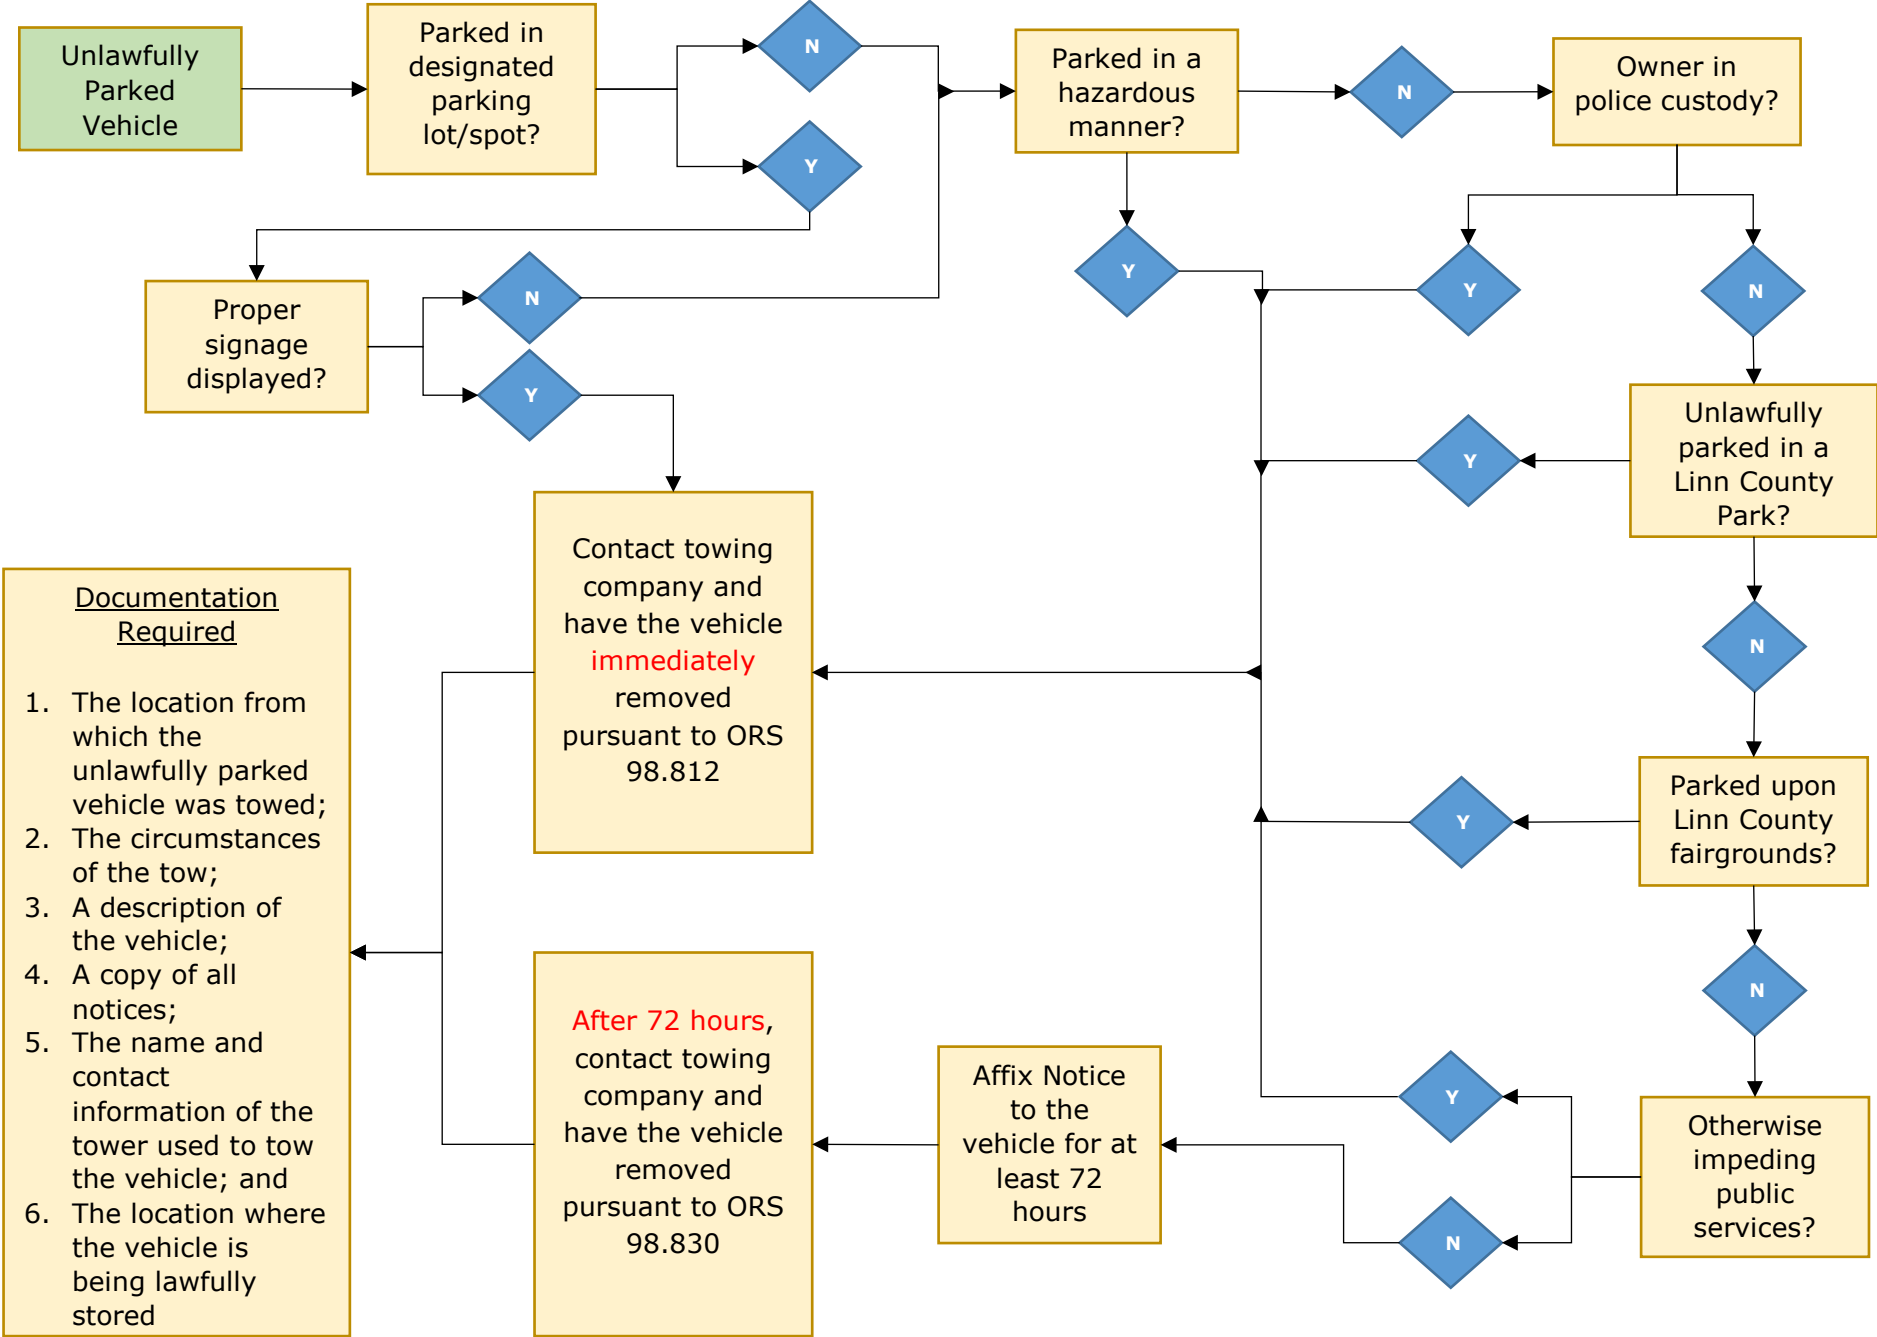 Unlawfully
Parked
Vehicle
Parked in
designated
parking
lot/spot?
N
Y
Parked in a
hazardous
manner?
N
Owner in
police custody?
Y
Y
N
Proper
signage
displayed?
N
Y
Unlawfully
parked in a
Linn County
Park?
Y
N
Contact towing
company and
have the vehicle
immediately
removed
pursuant to ORS
98.812
Parked upon
Linn County
fairgrounds?
Y
N
Otherwise
impeding
public
services?
Y
N
Affix Notice
to the
vehicle for at
least 72
hours
After 72 hours,
contact towing
company and
have the vehicle
removed
pursuant to ORS
98.830
Documentation
Required
1. The location from
which the
unlawfully parked
vehicle was towed;
2. The circumstances
of the tow;
3. A description of
the vehicle;
4. A copy of all
notices;
5. The name and
contact
information of the
tower used to tow
the vehicle; and
6. The location where
the vehicle is
being lawfully
stored